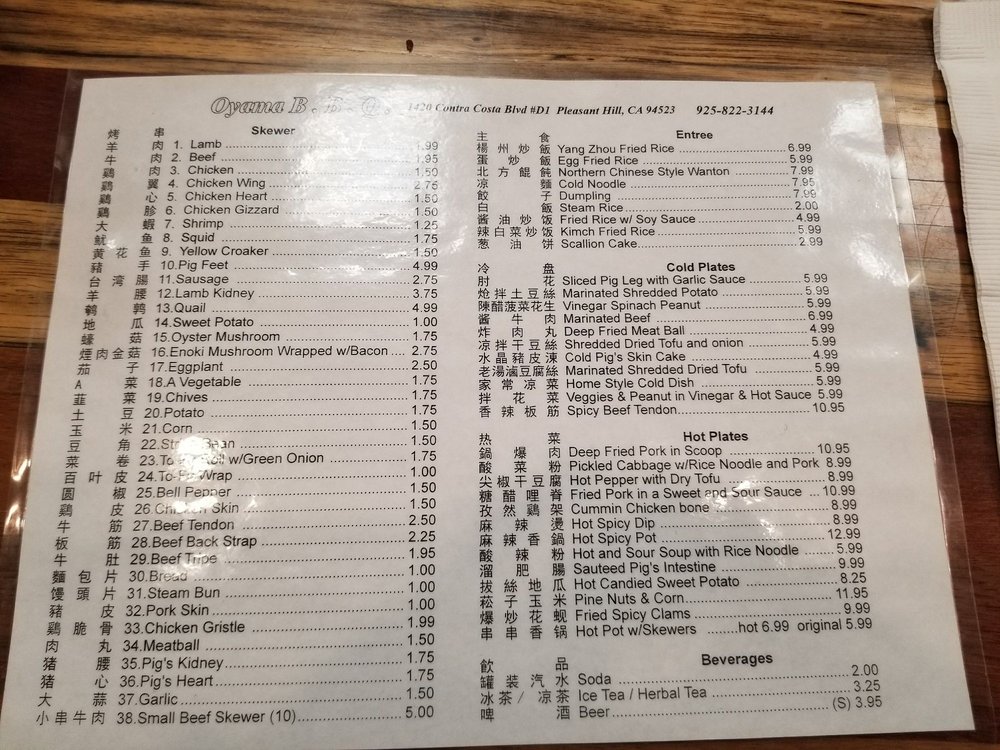 Oyama B.B.Q. 1420 Contra Costa Blvd #D1 Pleasant Hill, CA 94523 925-822-3144
烤串 Skewer
羊肉 1. Lamb 1.99
牛肉 2. Beef 1.95
鷄肉 3. Chicken 1.50
鷄翼 4. Chicken Wing 2.75
鷄心 5. Chicken Heart 1.50
鷄胗 6. Chicken Gizzard 1.50
大蝦 7. Shrimp 1.25
鱿鱼 8. Squid 1.75
黃花鱼 9. Yellow Croaker 1.50
豬手 10.Pig Feet 4.99
台湾腸 11.Sausage 2.75
羊腰 12.Lamb Kidney 3.75
鹌鹑 13.Quail 4.99
地瓜 14.Sweet Potato 1.00
蠔菇 15.Oyster Mushroom 1.75
煙肉金菇 16.Enoki Mushroom Wrapped w/Bacon 2.75
茄子 17.Eggplant 2.50
A菜 18.A Vegetable 1.75
韮菜 19.Chives 1.75
土豆 20.Potato 1.75
玉米 21.Corn 1.50
豆角 22.String Bean 1.50
菜卷 23. w/Green Onion 1.75
百叶皮 24. Wrap 1.00
圆椒 25.Bell Pepper 1.50
鷄皮 26.Chicken Skin 1.50
牛筋 27.Beef Tendon 2.50
板筋 28.Beef Back Strap 2.25
牛肚 29.Beef Tripe 1.95
麵包片 30.Bread 1.00
馒頭片 31.Steam Bun 1.00
豬皮 32.Pork Skin 1.00
鷄脆骨 33.Chicken Gristle 1.99
肉丸 34.Meatball 1.50
猪腰 35.Pig's Kidney 1.75
猪心 36.Pig's Heart 1.75
大蒜 37.Garlic 1.50
小串牛肉 38.Small Beef Skewer (10) 5.00
主食 Entree
楊州炒飯 Yang Zhou Fried Rice 6.99
蛋炒飯 Egg Fried Rice 5.99
北方餛飩 Northern Chinese Style Wanton 7.99
凉麵 Cold Noodle 7.95
餃子 Dumpling 7.99
白飯 Steam Rice 2.00
酱油炒饭 Fried Rice w/ Soy Sauce 4.99
辣白菜炒饭 Kimch Fried Rice 5.99
葱油饼 Scallion Cake 2.99
冷盘 Cold Plates
肘花 Sliced Pig Leg with Garlic Sauce 5.99
炝拌土豆絲 Marinated Shredded Potato 5.99
陳醋菠菜花生 Vinegar Spinach Peanut 5.99
酱牛肉 Marinated Beef 6.99
炸肉丸 Deep Fried Meat Ball 4.99
凉拌干豆絲 Shredded Dried Tofu and onion 5.99
水晶豬皮涷 Cold Pig's Skin Cake 4.99
老湯滷豆腐絲 Marinated Shredded Dried Tofu 5.99
家常凉菜 Home Style Cold Dish 5.99
拌花菜 Veggies & Peanut in Vinegar & Hot Sauce 5.99
香辣板筋 Spicy Beef Tendon 10.95
热菜 Hot Plates
鍋爆肉 Deep Fried Pork in Scoop 10.95
酸菜粉 Pickled Cabbage w/Rice Noodle and Pork 8.99
尖椒干豆腐 Hot Pepper with Dry Tofu 8.99
糖醋哩脊 Fried Pork in a Sweet and Sour Sauce 10.99
孜然鷄架 Cummin Chicken bone 8.99
麻辣燙 Hot Spicy Dip 8.99
麻辣香鍋 Hot Spicy Pot 12.99
酸辣粉 Hot and Sour Soup with Rice Noodle 5.99
溜肥腸 Sauteed Pig's Intestine 9.99
拔絲地瓜 Hot Candied Sweet Potato 8.25
菘子玉米 Pine Nuts & Corn 11.95
爆炒花蚬 Fried Spicy Clams 9.99
串串香锅 Hot Pot w/Skewers hot 6.99 original 5.99
飲品 Beverages
罐装汽水 Soda 2.00
冰茶/凉茶 Ice Tea / Herbal Tea 3.25
啤酒 Beer (S) 3.95